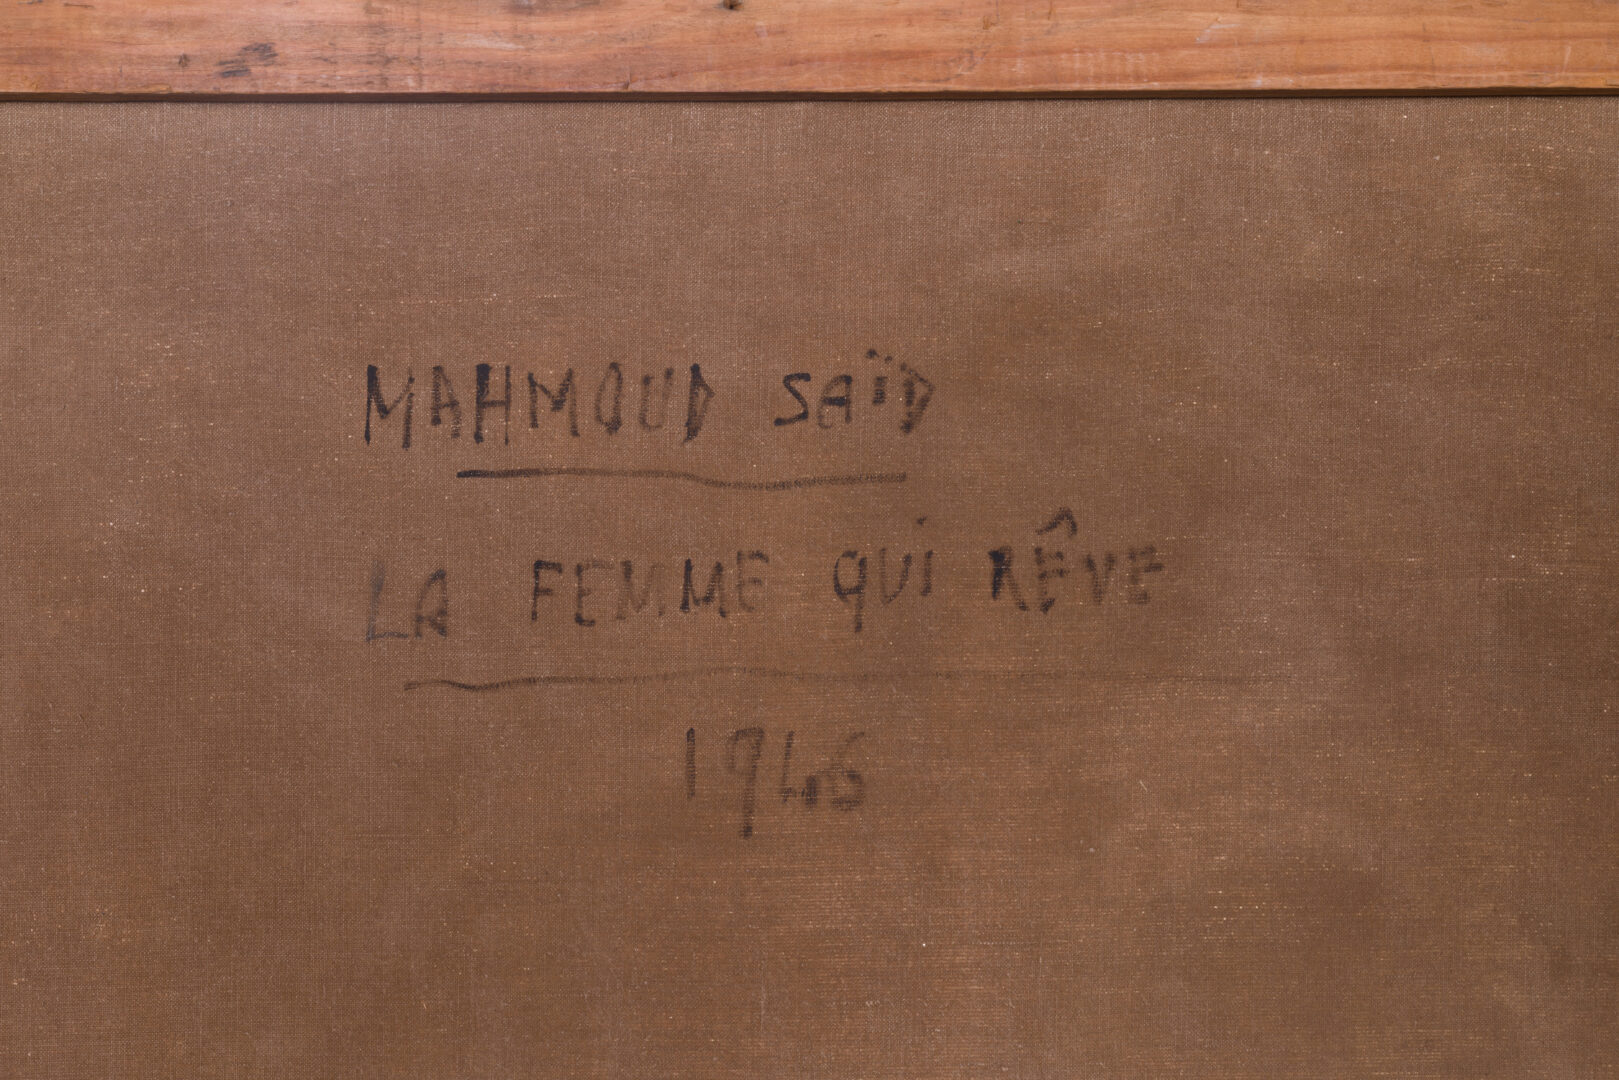 MAHMOUD SAÏD
LA FEMME QUI RÊVE
1946